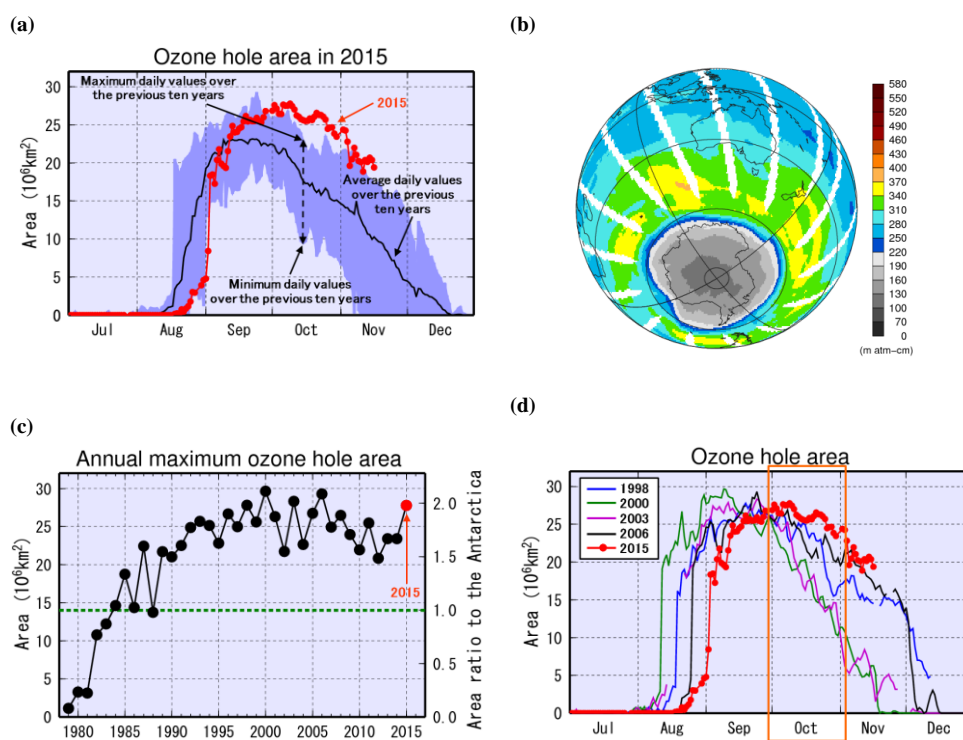 (a)
Ozone hole area in 2015
Maximum daily values over
the previous ten years
2015
Average daily values
over the previous
ten years
Minimum daily values
over the previous ten years
Area (10⁶km²)
30
25
20
15
10
5
0
Jul Aug Sep Oct Nov Dec
(b)
580
550
520
490
460
430
400
370
340
310
280
250
220
190
160
130
100
70
0
(m atm-cm)
(c)
Annual maximum ozone hole area
Area (10⁶km²)
30
25
20
15
10
5
0
2.0
1.5
1.0
0.5
0.0
Area ratio to the Antarctica
2015
1980 1985 1990 1995 2000 2005 2010 2015
(d)
Ozone hole area
1998
2000
2003
2006
2015
Area (10⁶km²)
30
25
20
15
10
5
0
Jul Aug Sep Oct Nov Dec